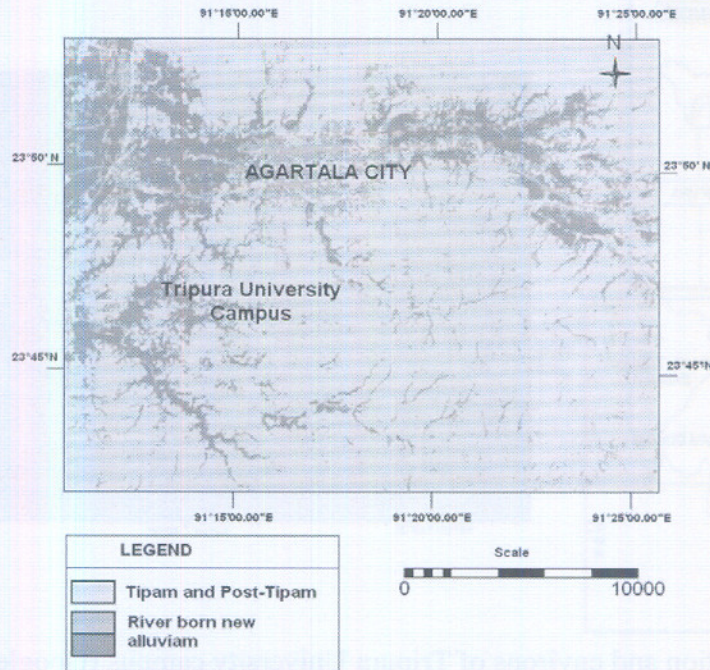 91°15'00.00"E 91°20'00.00"E 91°25'00.00"E
N
23°50' N 23°50' N
AGARTALA CITY
Tripura University
Campus
23°45'N 23°45'N
91°15'00.00"E 91°20'00.00"E 91°25'00.00"E
LEGEND
Tipam and Post-Tipam
River born new
alluviam
Scale
0 10000